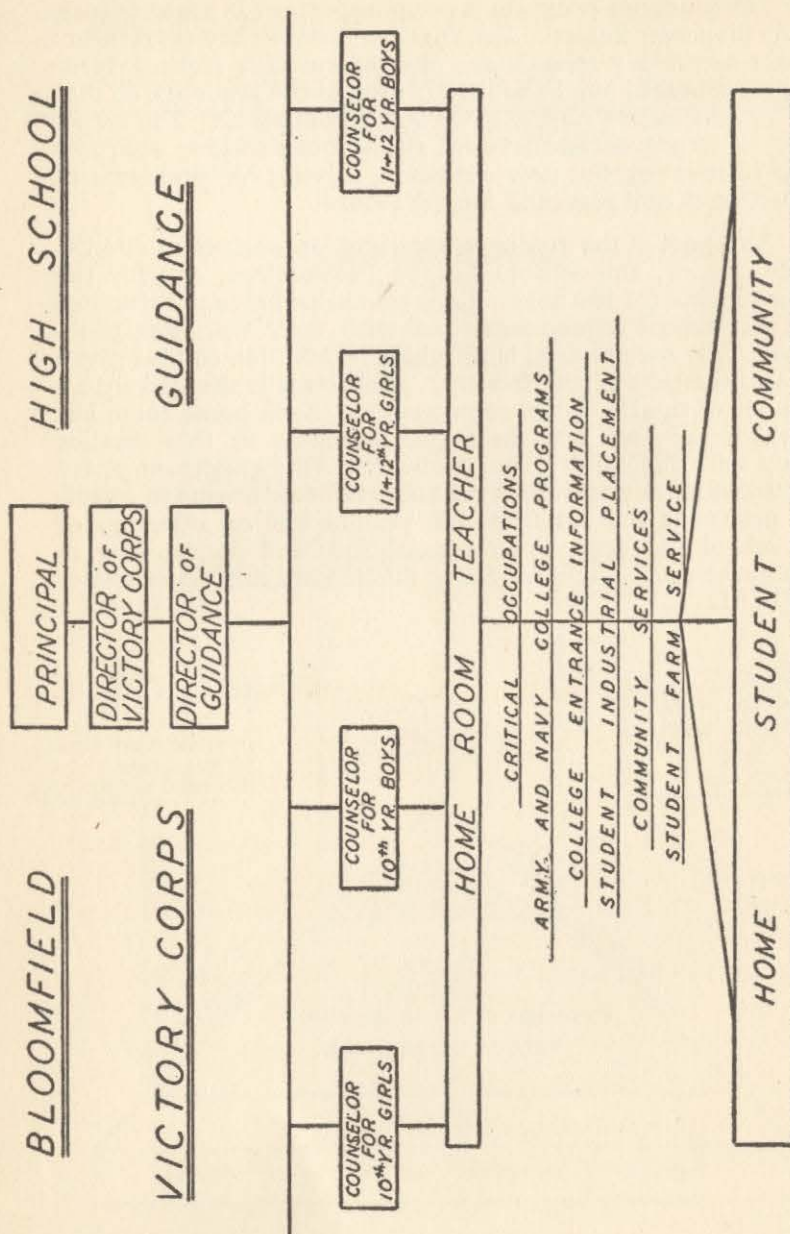 BLOOMFIELD HIGH SCHOOL
VICTORY CORPS GUIDANCE
PRINCIPAL
DIRECTOR OF
VICTORY CORPS
DIRECTOR OF
GUIDANCE
COUNSELOR
FOR
10th YR. GIRLS
COUNSELOR
FOR
10th YR. BOYS
COUNSELOR
FOR
11+12th YR. GIRLS
COUNSELOR
FOR
11+12 YR. BOYS
HOME ROOM TEACHER
CRITICAL OCCUPATIONS
ARMY. AND NAVY COLLEGE PROGRAMS
COLLEGE ENTRANCE INFORMATION
STUDENT INDUSTRIAL PLACEMENT
COMMUNITY SERVICES
STUDENT FARM SERVICE
HOME STUDENT COMMUNITY